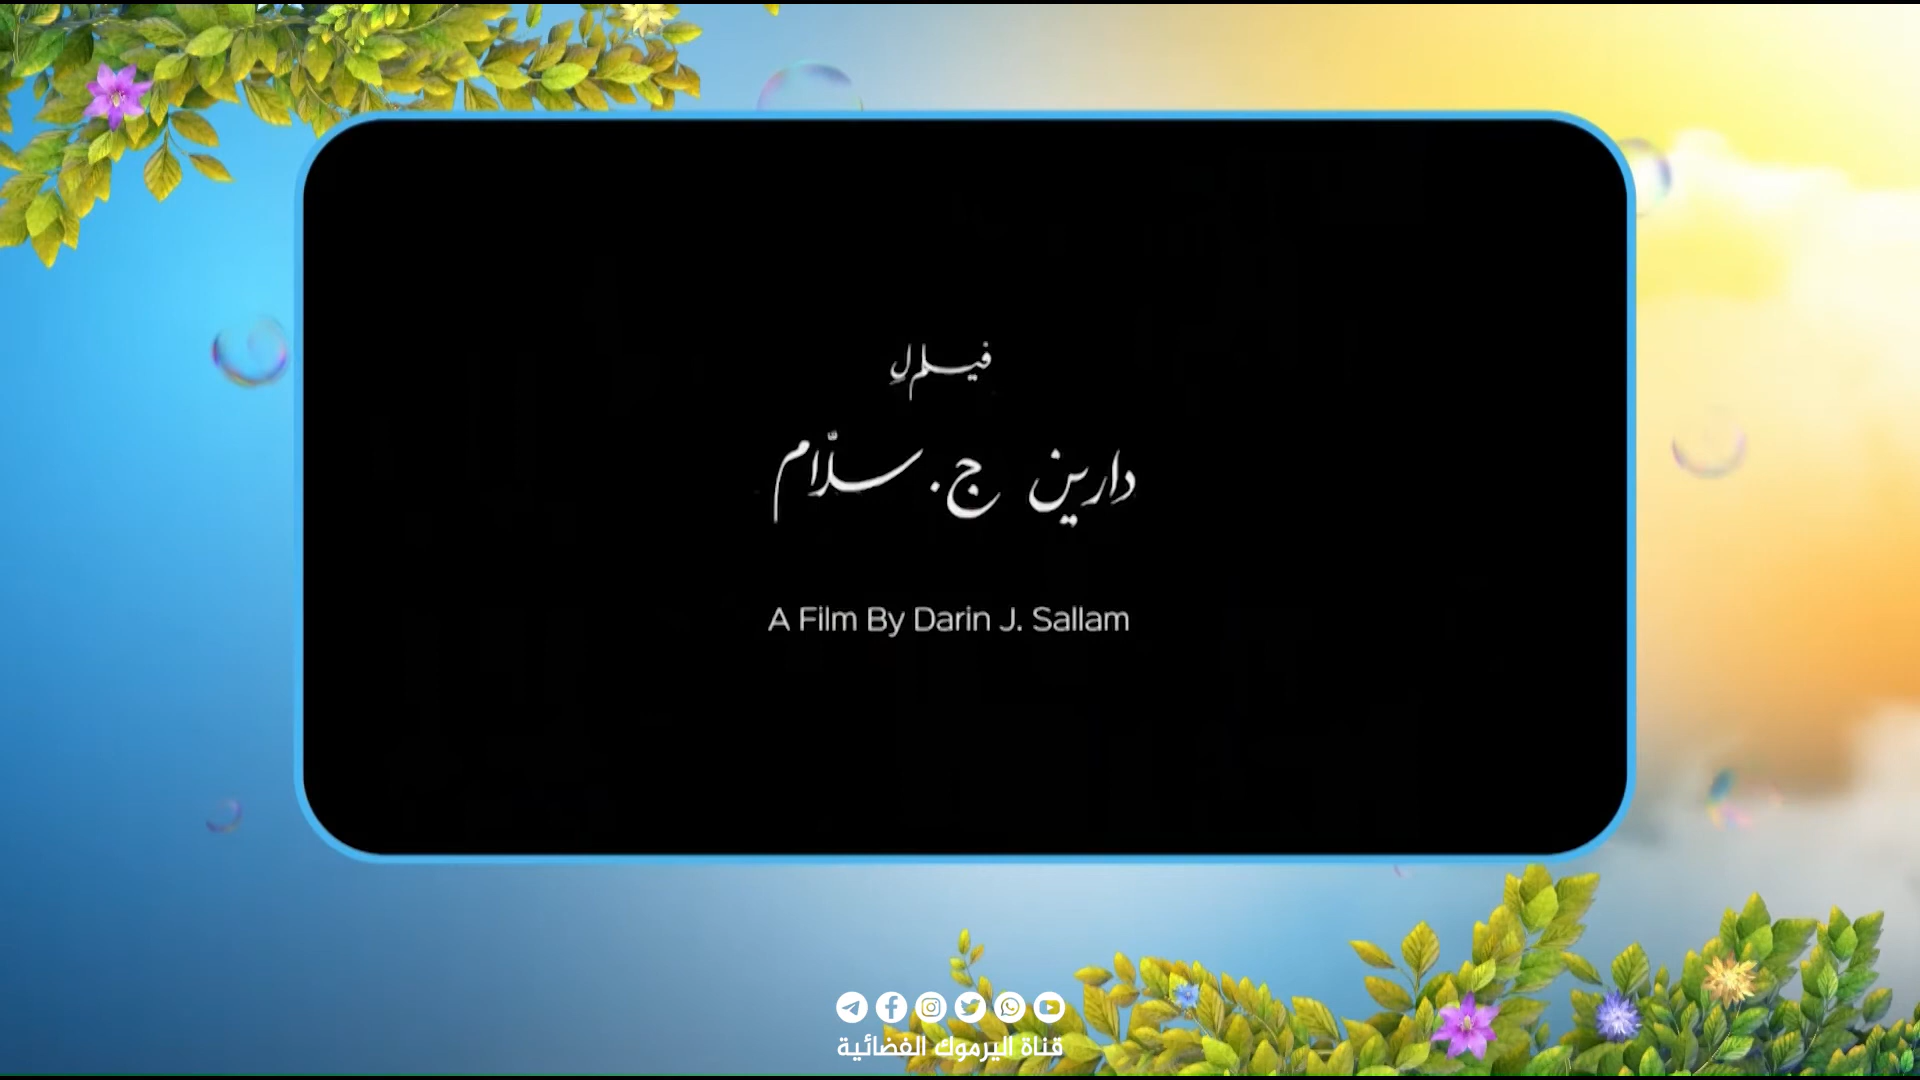 فيلم لِ
دارين ج. سلّام
A Film By Darin J. Sallam
قناة اليرموك الفضائية